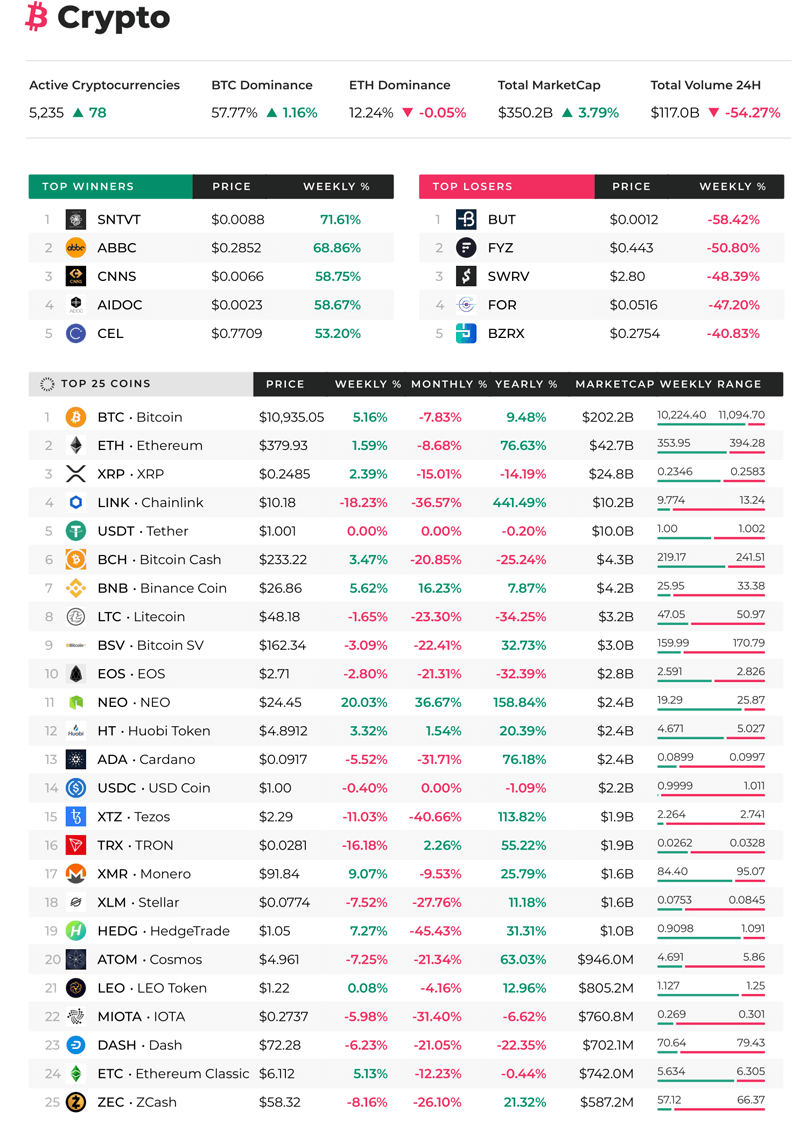 Crypto
Active Cryptocurrencies BTC Dominance ETH Dominance Total MarketCap Total Volume 24H
5,235 ▲ 78 57.77% ▲ 1.16% 12.24% ▼ -0.05% $350.2B ▲ 3.79% $117.0B ▼ -54.27%
TOP WINNERS PRICE WEEKLY %
1 SNTVT $0.0088 71.61%
2 ABBC $0.2852 68.86%
3 CNNS $0.0066 58.75%
4 AIDOC $0.0023 58.67%
5 CEL $0.7709 53.20%
TOP LOSERS PRICE WEEKLY %
1 BUT $0.0012 -58.42%
2 FYZ $0.443 -50.80%
3 SWRV $2.80 -48.39%
4 FOR $0.0516 -47.20%
5 BZRX $0.2754 -40.83%
TOP 25 COINS PRICE WEEKLY % MONTHLY % YEARLY % MARKETCAP WEEKLY RANGE
1 BTC · Bitcoin $10,935.05 5.16% -7.83% 9.48% $202.2B 10,224.40 11,094.70
2 ETH · Ethereum $379.93 1.59% -8.68% 76.63% $42.7B 353.95 394.28
3 XRP · XRP $0.2485 2.39% -15.01% -14.19% $24.8B 0.2346 0.2583
4 LINK · Chainlink $10.18 -18.23% -36.57% 441.49% $10.2B 9.774 13.24
5 USDT · Tether $1.001 0.00% 0.00% -0.20% $10.0B 1.00 1.002
6 BCH · Bitcoin Cash $233.22 3.47% -20.85% -25.24% $4.3B 219.17 241.51
7 BNB · Binance Coin $26.86 5.62% 16.23% 7.87% $4.2B 25.95 33.38
8 LTC · Litecoin $48.18 -1.65% -23.30% -34.25% $3.2B 47.05 50.97
9 BSV · Bitcoin SV $162.34 -3.09% -22.41% 32.73% $3.0B 159.99 170.79
10 EOS · EOS $2.71 -2.80% -21.31% -32.39% $2.8B 2.591 2.826
11 NEO · NEO $24.45 20.03% 36.67% 158.84% $2.4B 19.29 25.87
12 HT · Huobi Token $4.8912 3.32% 1.54% 20.39% $2.4B 4.671 5.027
13 ADA · Cardano $0.0917 -5.52% -31.71% 76.18% $2.4B 0.0899 0.0997
14 USDC · USD Coin $1.00 -0.40% 0.00% -1.09% $2.2B 0.9999 1.011
15 XTZ · Tezos $2.29 -11.03% -40.66% 113.82% $1.9B 2.264 2.741
16 TRX · TRON $0.0281 -16.18% 2.26% 55.22% $1.9B 0.0262 0.0328
17 XMR · Monero $91.84 9.07% -9.53% 25.79% $1.6B 84.40 95.07
18 XLM · Stellar $0.0774 -7.52% -27.76% 11.18% $1.6B 0.0753 0.0845
19 HEDG · HedgeTrade $1.05 7.27% -45.43% 31.31% $1.0B 0.9098 1.091
20 ATOM · Cosmos $4.961 -7.25% -21.34% 63.03% $946.0M 4.691 5.86
21 LEO · LEO Token $1.22 0.08% -4.16% 12.96% $805.2M 1.127 1.25
22 MIOTA · IOTA $0.2737 -5.98% -31.40% -6.62% $760.8M 0.269 0.301
23 DASH · Dash $72.28 -6.23% -21.05% -22.35% $702.1M 70.64 79.43
24 ETC · Ethereum Classic $6.112 5.13% -12.23% -0.44% $742.0M 5.634 6.305
25 ZEC · ZCash $58.32 -8.16% -26.10% 21.32% $587.2M 57.12 66.37